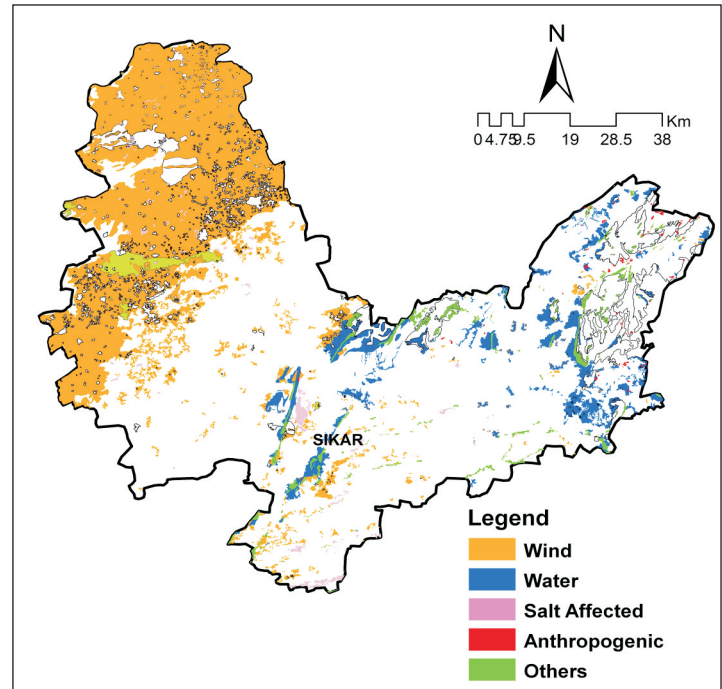 N
Km
0 4.75 9.5 19 28.5 38
SIKAR
Legend
Wind
Water
Salt Affected
Anthropogenic
Others